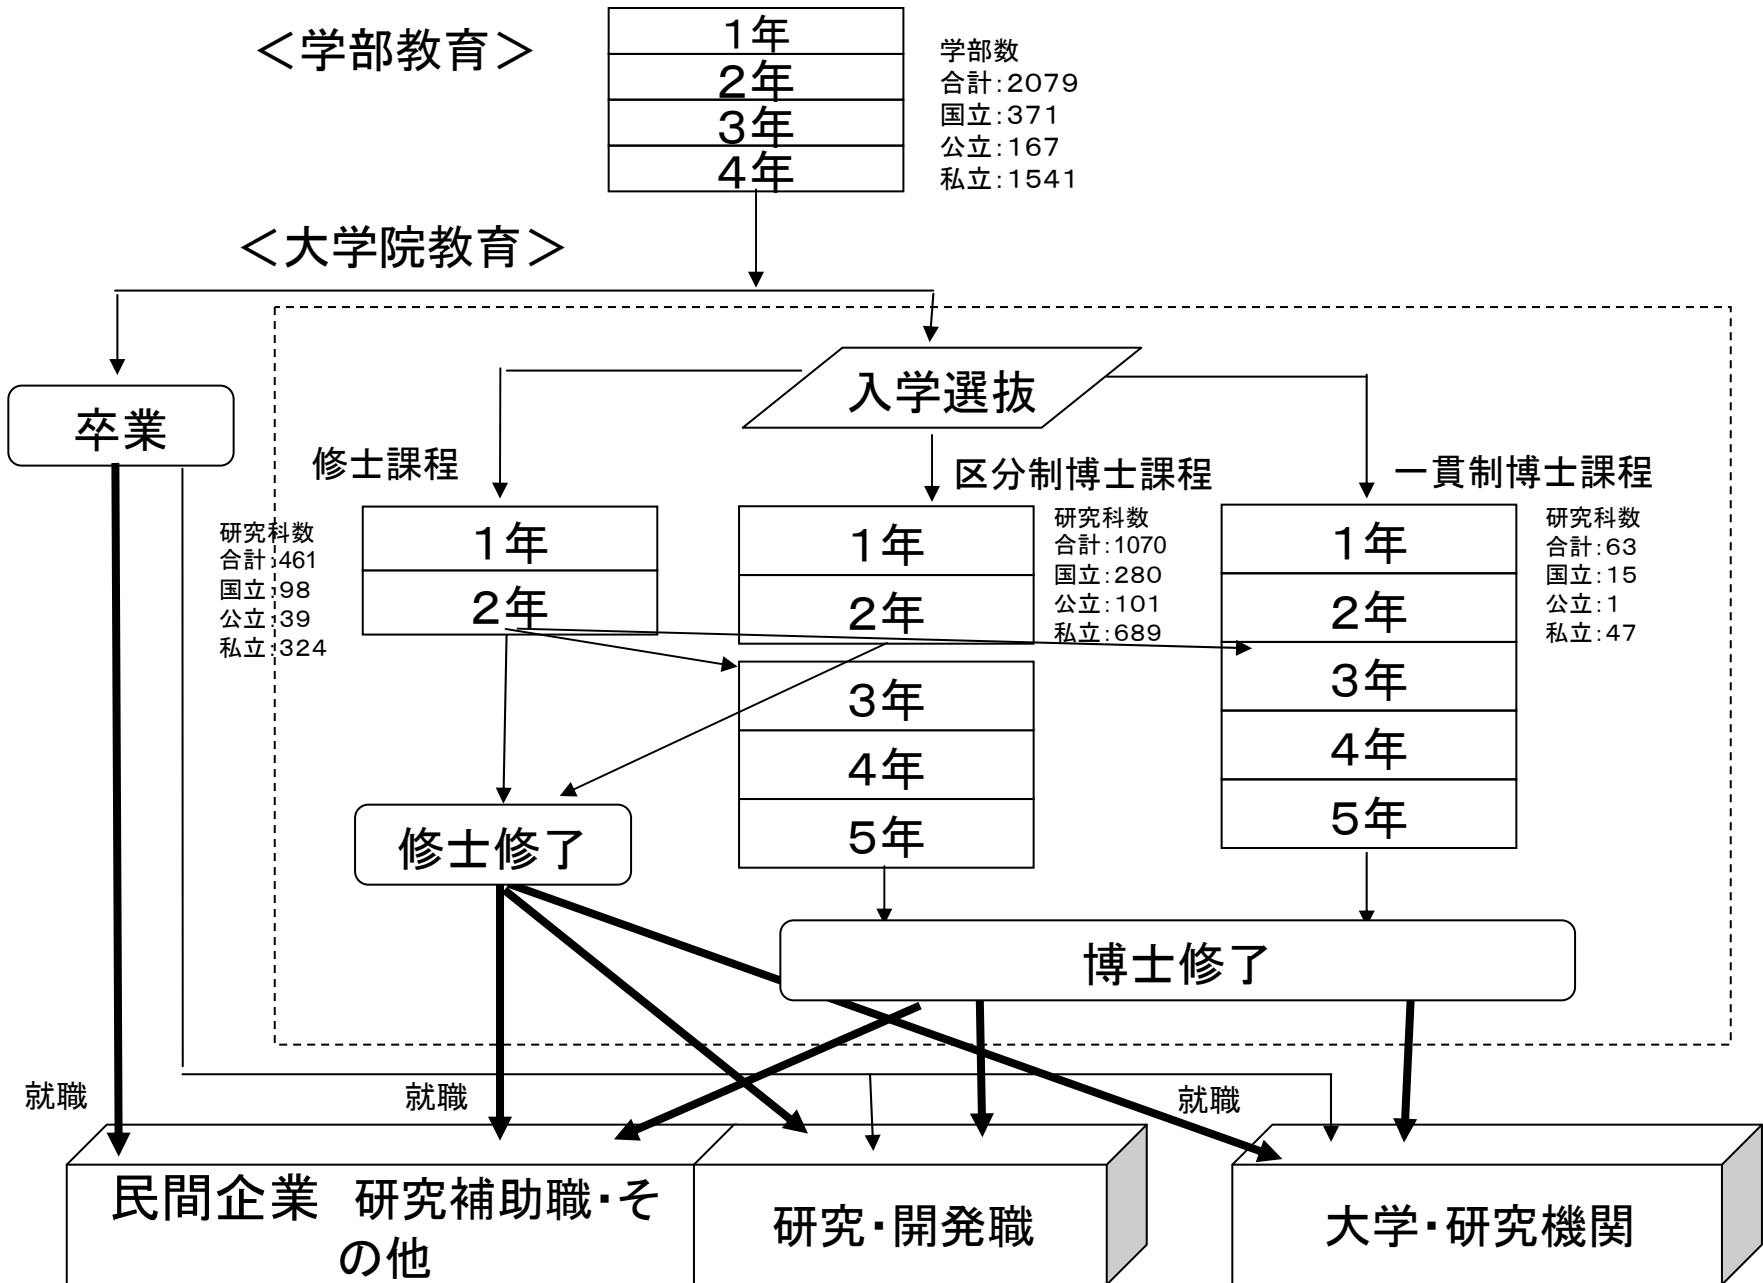 ＜学部教育＞
1年
2年
3年
4年
学部数
合計：2079
国立：371
公立：167
私立：1541
＜大学院教育＞
入学選抜
卒業
修士課程
研究科数
合計：461
国立：98
公立：39
私立：324
1年
2年
区分制博士課程
1年
2年
3年
4年
5年
研究科数
合計：1070
国立：280
公立：101
私立：689
一貫制博士課程
1年
2年
3年
4年
5年
研究科数
合計：63
国立：15
公立：1
私立：47
修士修了
博士修了
就職
就職
就職
民間企業　研究補助職・そ
の他
研究・開発職
大学・研究機関